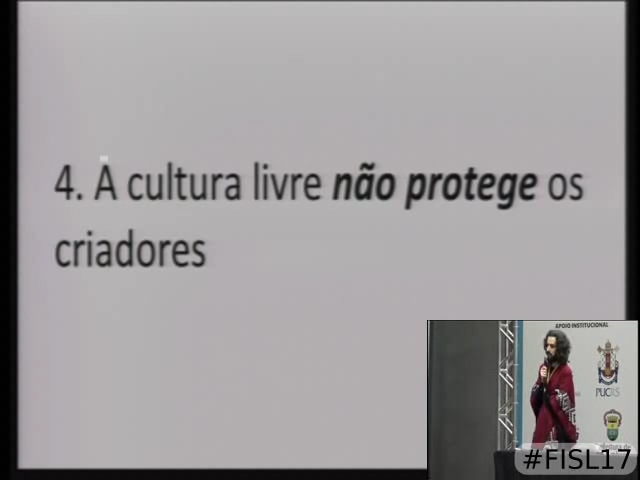 4. A cultura livre não protege os
criadores
APOIO INSTITUCIONAL
PUCRS
#FISL17